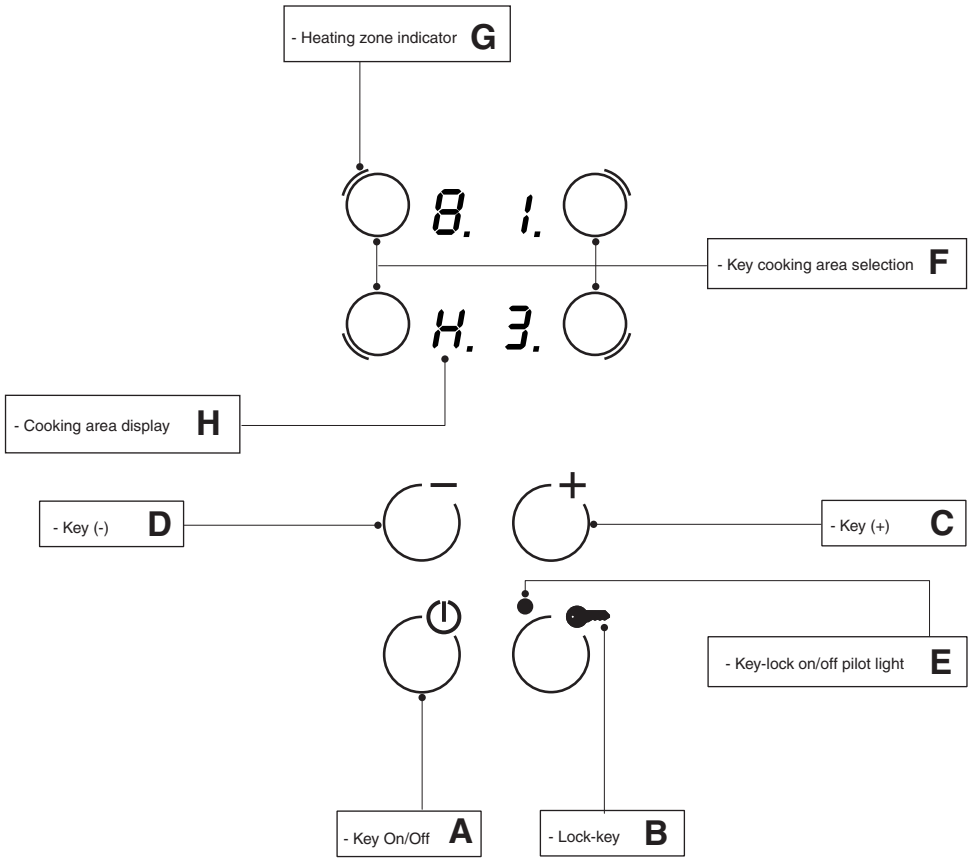 - Heating zone indicator G
8. 1.
- Key cooking area selection F
H. 3.
- Cooking area display H
− +
- Key (-) D
- Key (+) C
- Key-lock on/off pilot light E
- Key On/Off A
- Lock-key B